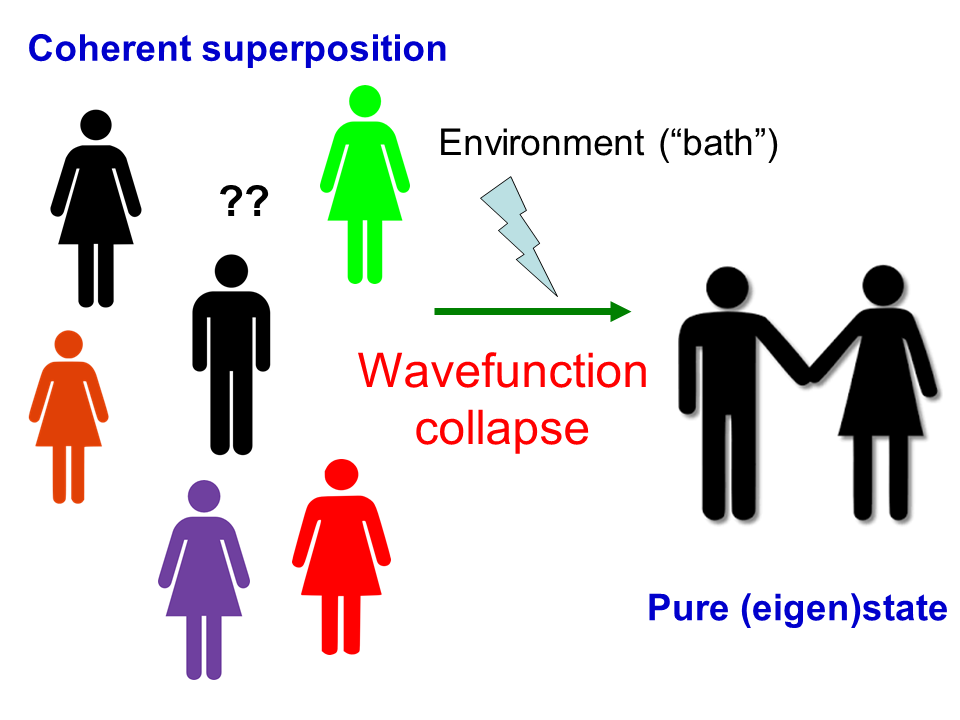 Coherent superposition
Environment (“bath”)
??
Wavefunction
collapse
Pure (eigen)state